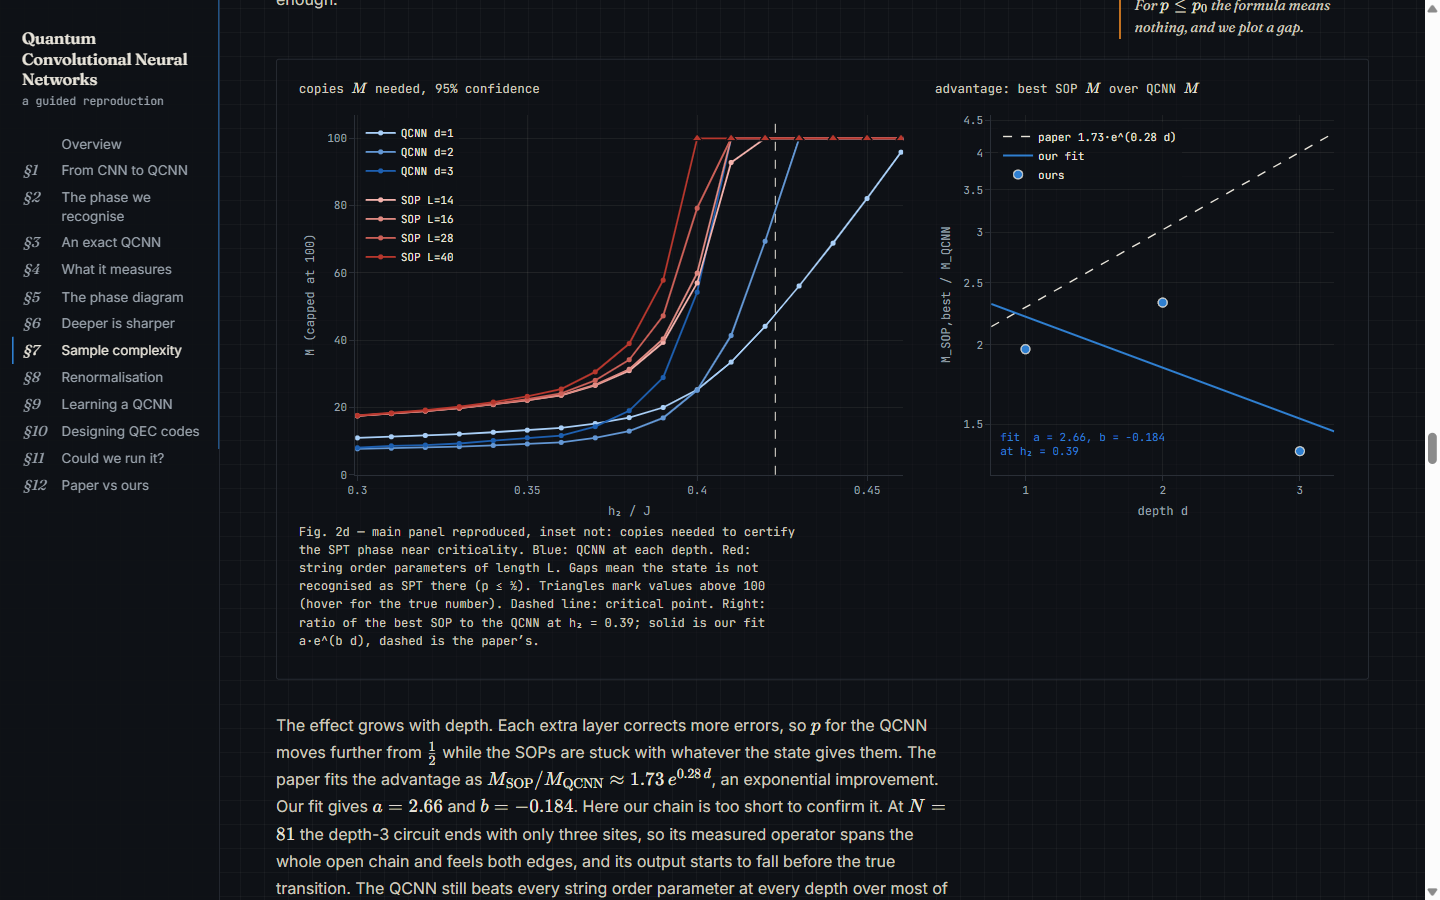 enough.
For p ≤ p₀ the formula means
nothing, and we plot a gap.
Quantum
Convolutional Neural
Networks
a guided reproduction
Overview
§1 From CNN to QCNN
§2 The phase we
recognise
§3 An exact QCNN
§4 What it measures
§5 The phase diagram
§6 Deeper is sharper
§7 Sample complexity
§8 Renormalisation
§9 Learning a QCNN
§10 Designing QEC codes
§11 Could we run it?
§12 Paper vs ours
copies M needed, 95% confidence
QCNN d=1
QCNN d=2
QCNN d=3
SOP L=14
SOP L=16
SOP L=28
SOP L=40
100
80
60
40
20
0
M (capped at 100)
0.3 0.35 0.4 0.45
h₂ / J
advantage: best SOP M over QCNN M
paper 1.73·e^(0.28 d)
our fit
ours
4.5
4
3.5
3
2.5
2
1.5
M_SOP,best / M_QCNN
fit a = 2.66, b = -0.184
at h₂ = 0.39
1 2 3
depth d
Fig. 2d — main panel reproduced, inset not: copies needed to certify
the SPT phase near criticality. Blue: QCNN at each depth. Red:
string order parameters of length L. Gaps mean the state is not
recognised as SPT there (p ≤ ½). Triangles mark values above 100
(hover for the true number). Dashed line: critical point. Right:
ratio of the best SOP to the QCNN at h₂ = 0.39; solid is our fit
a·e^(b d), dashed is the paper’s.
The effect grows with depth. Each extra layer corrects more errors, so p for the QCNN
moves further from 1/2 while the SOPs are stuck with whatever the state gives them. The
paper fits the advantage as M_SOP/M_QCNN ≈ 1.73 e^{0.28 d}, an exponential improvement.
Our fit gives a = 2.66 and b = −0.184. Here our chain is too short to confirm it. At N =
81 the depth-3 circuit ends with only three sites, so its measured operator spans the
whole open chain and feels both edges, and its output starts to fall before the true
transition. The QCNN still beats every string order parameter at every depth over most of